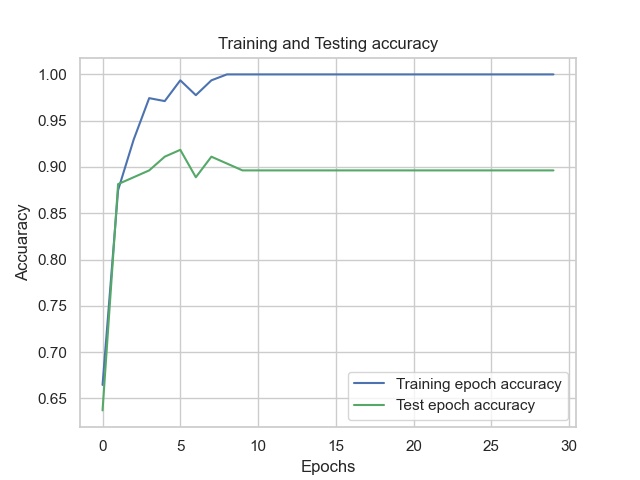 Training and Testing accuracy
1.00
0.95
0.90
0.85
0.80
0.75
0.70
0.65
Accuaracy
Training epoch accuracy
Test epoch accuracy
0 5 10 15 20 25 30
Epochs